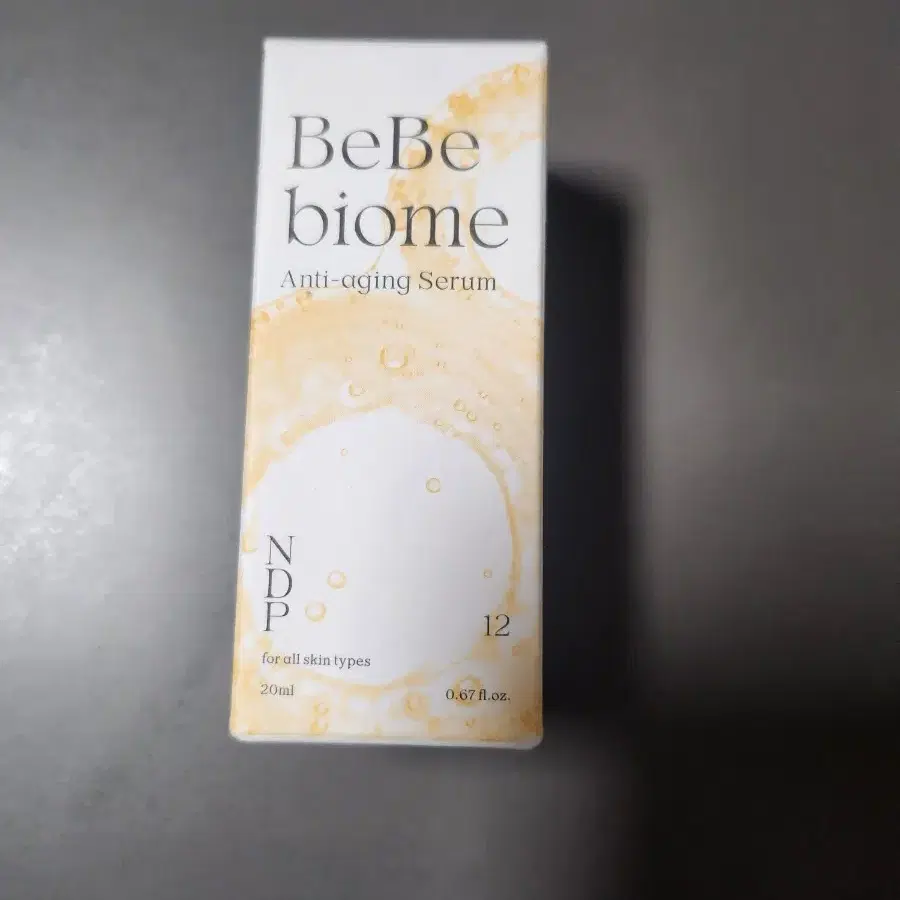 BeBe
biome
Anti-aging Serum
N
D
P
12
for all skin types
20ml
0.67 fl.oz.